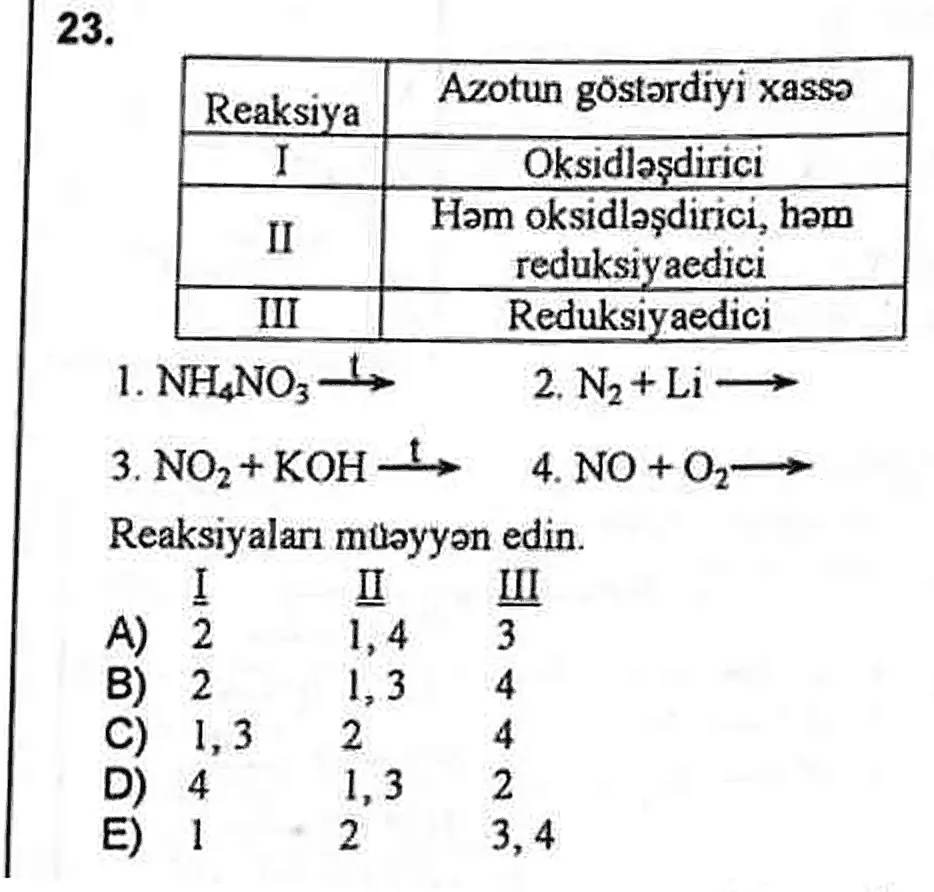 23.
Reaksiya | Azotun göstərdiyi xassə
I | Oksidləşdirici
II | Həm oksidləşdirici, həm
reduksiyaedici
III | Reduksiyaedici
1. NH₄NO₃ —t→ 2. N₂ + Li ⟶
3. NO₂ + KOH —t→ 4. NO + O₂ ⟶
Reaksiyaları müəyyən edin.
I II III
A) 2 1, 4 3
B) 2 1, 3 4
C) 1, 3 2 4
D) 4 1, 3 2
E) 1 2 3, 4